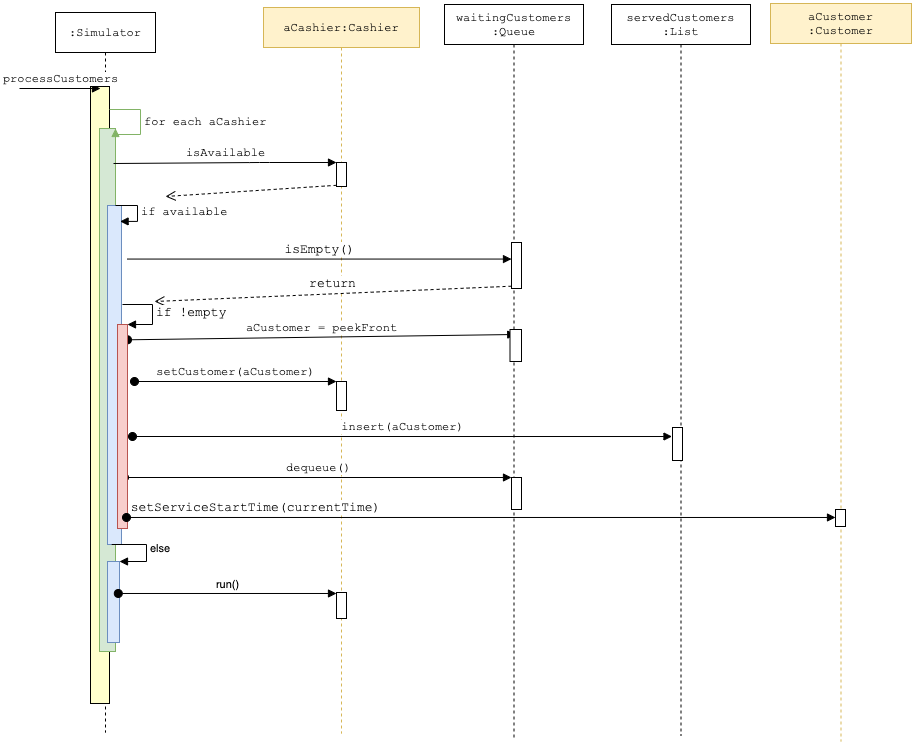 :Simulator
aCashier:Cashier
waitingCustomers
:Queue
servedCustomers
:List
aCustomer
:Customer
processCustomers
for each aCashier
isAvailable
if available
isEmpty()
return
if !empty
aCustomer = peekFront
setCustomer(aCustomer)
insert(aCustomer)
dequeue()
setServiceStartTime(currentTime)
else
run()